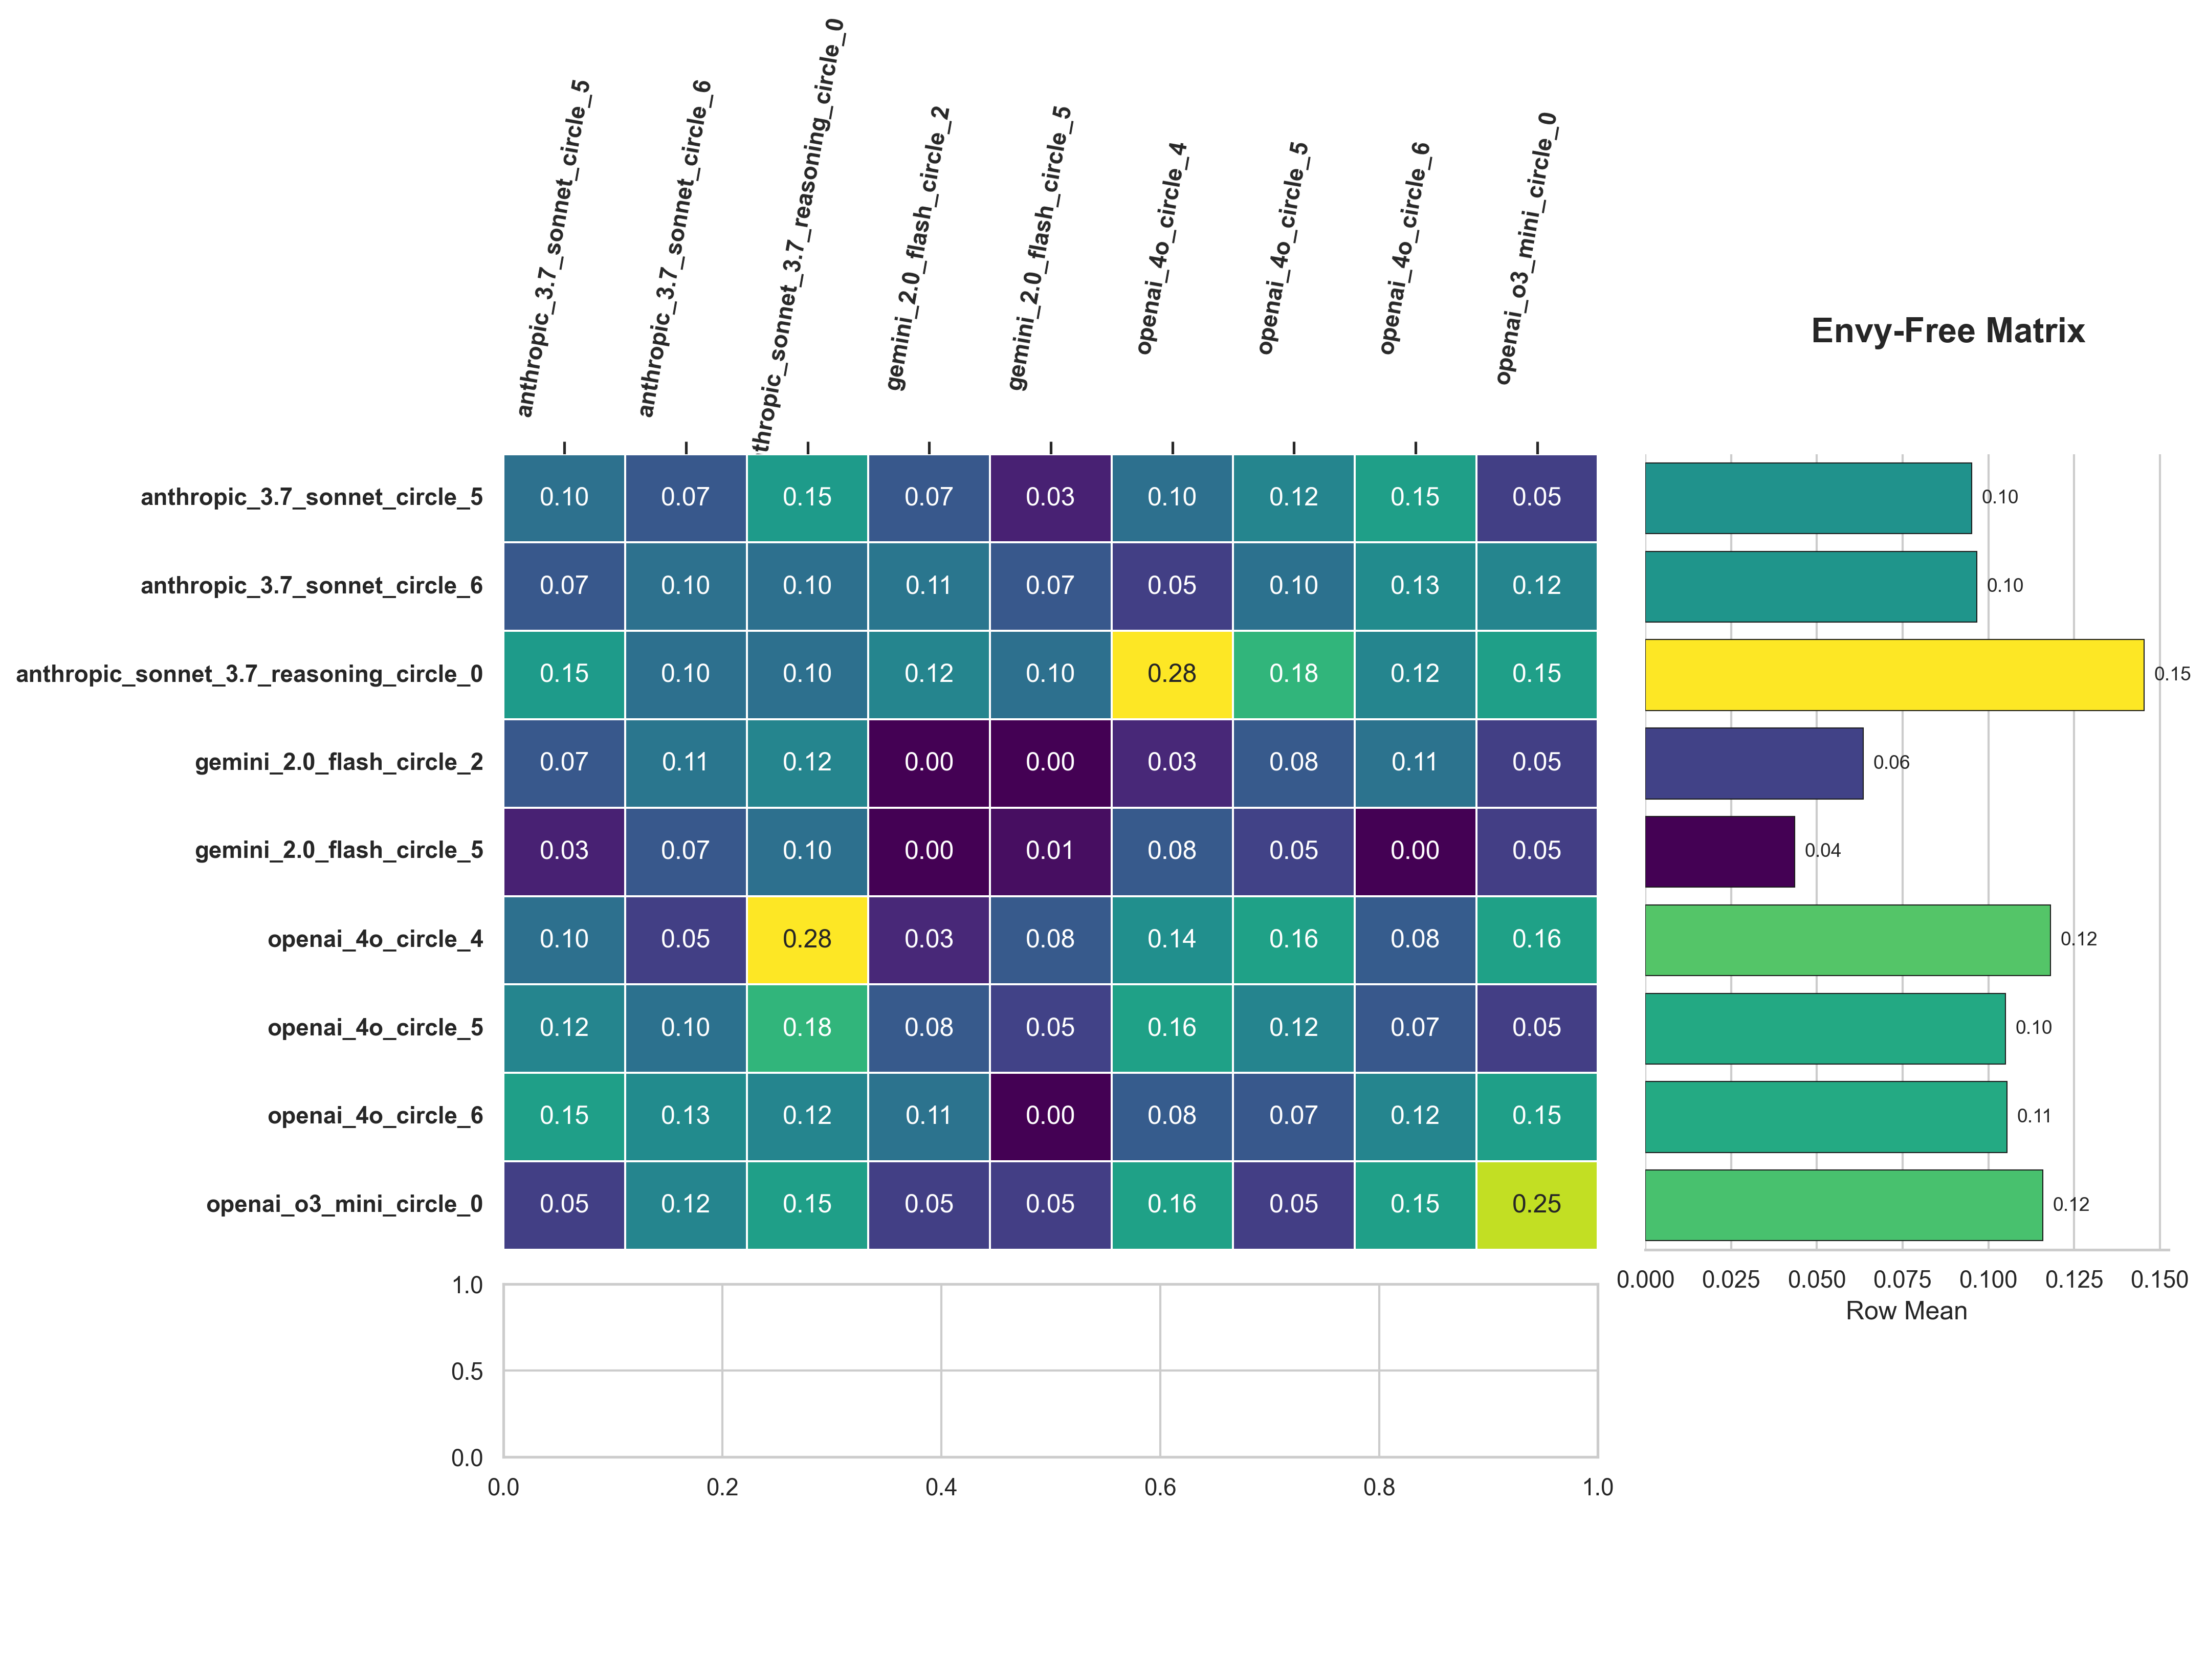 anthropic_3.7_sonnet_circle_5
anthropic_3.7_sonnet_circle_6
thropic_sonnet_3.7_reasoning_circle_0
gemini_2.0_flash_circle_2
gemini_2.0_flash_circle_5
openai_4o_circle_4
openai_4o_circle_5
openai_4o_circle_6
openai_o3_mini_circle_0
Envy-Free Matrix
anthropic_3.7_sonnet_circle_5 0.10 0.07 0.15 0.07 0.03 0.10 0.12 0.15 0.05 0.10
anthropic_3.7_sonnet_circle_6 0.07 0.10 0.10 0.11 0.07 0.05 0.10 0.13 0.12 0.10
anthropic_sonnet_3.7_reasoning_circle_0 0.15 0.10 0.10 0.12 0.10 0.28 0.18 0.12 0.15 0.15
gemini_2.0_flash_circle_2 0.07 0.11 0.12 0.00 0.00 0.03 0.08 0.11 0.05 0.06
gemini_2.0_flash_circle_5 0.03 0.07 0.10 0.00 0.01 0.08 0.05 0.00 0.05 0.04
openai_4o_circle_4 0.10 0.05 0.28 0.03 0.08 0.14 0.16 0.08 0.16 0.12
openai_4o_circle_5 0.12 0.10 0.18 0.08 0.05 0.16 0.12 0.07 0.05 0.10
openai_4o_circle_6 0.15 0.13 0.12 0.11 0.00 0.08 0.07 0.12 0.15 0.11
openai_o3_mini_circle_0 0.05 0.12 0.15 0.05 0.05 0.16 0.05 0.15 0.25 0.12
0.000 0.025 0.050 0.075 0.100 0.125 0.150
Row Mean
1.0
0.5
0.0
0.0 0.2 0.4 0.6 0.8 1.0